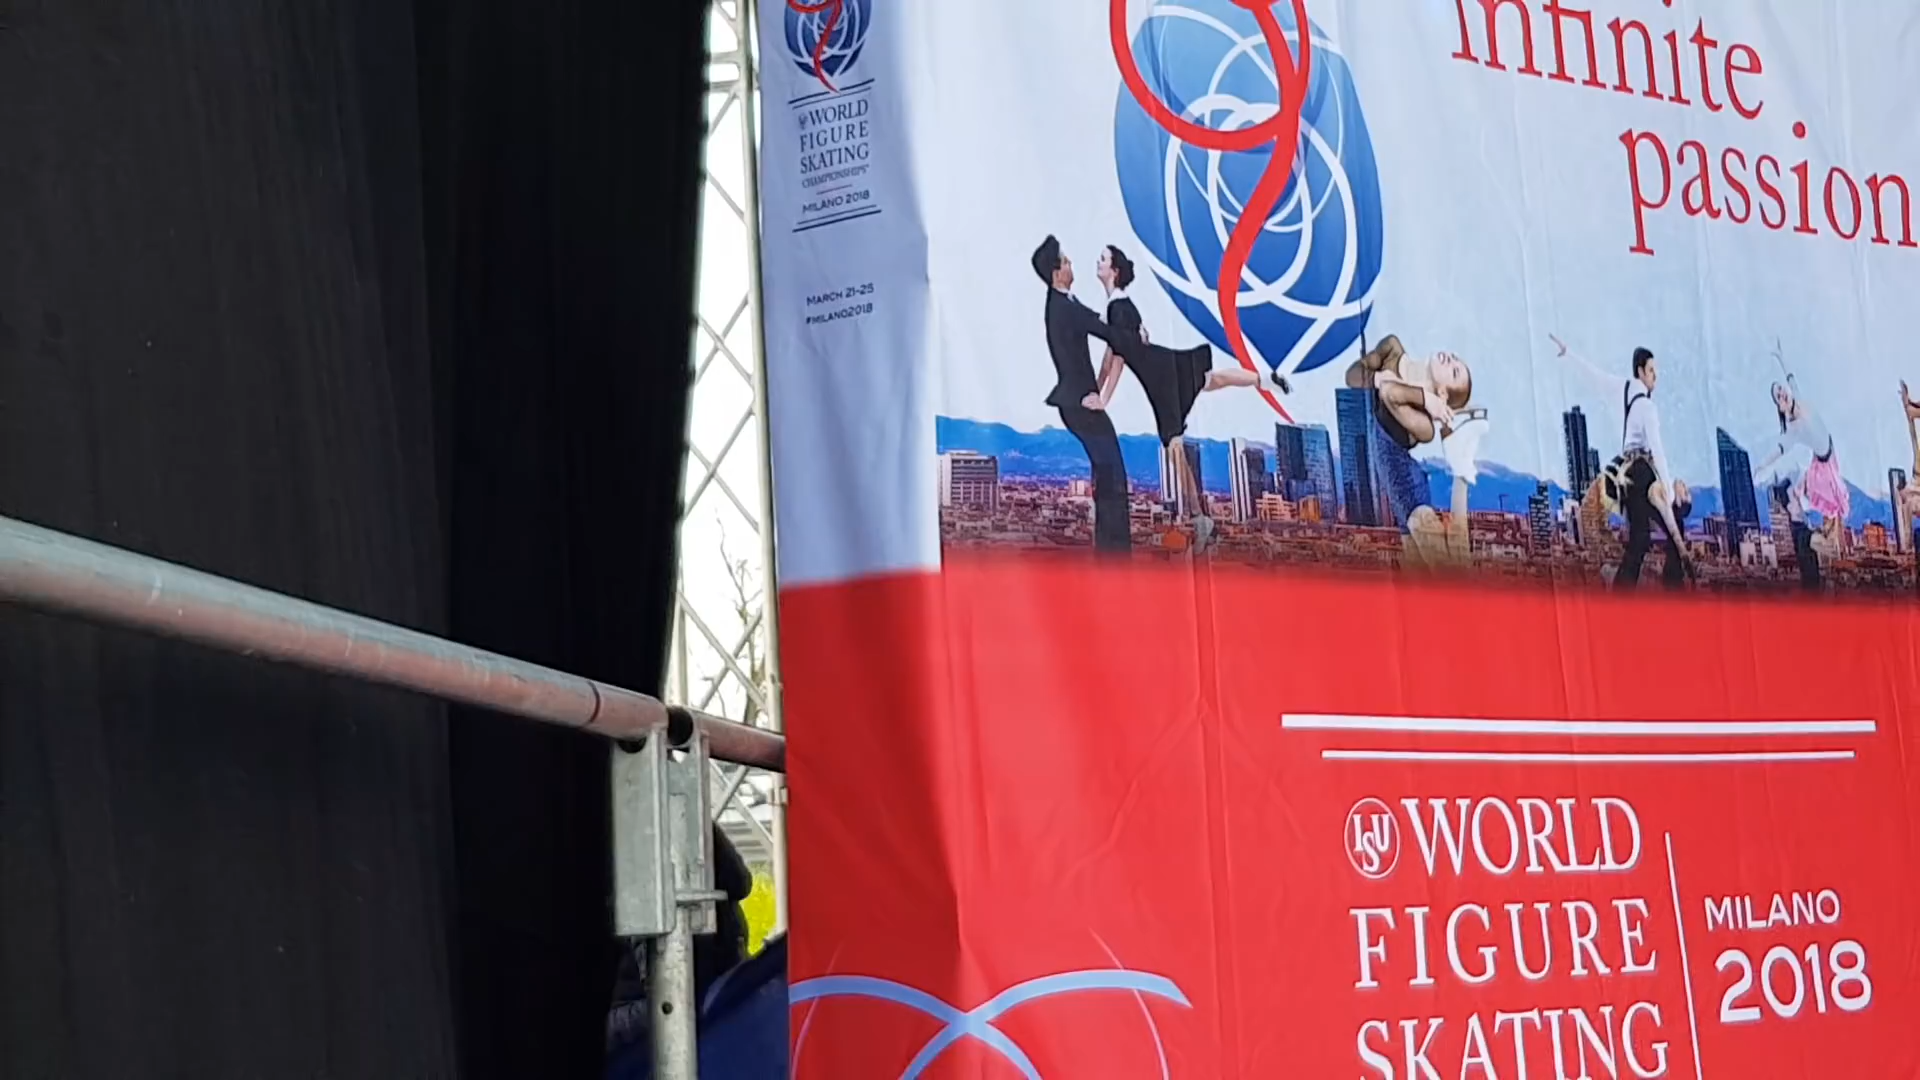 WORLD
FIGURE
SKATING
CHAMPIONSHIPS
MILANO 2018
MARCH 21-25
#MILANO2018
infinite
passion
ISU WORLD
FIGURE
SKATING
MILANO
2018